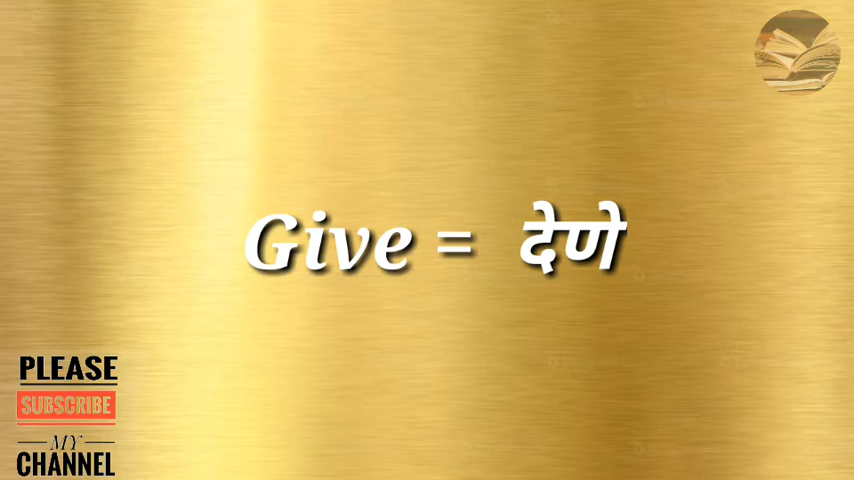 Give = देणे
PLEASE
SUBSCRIBE
MY
CHANNEL